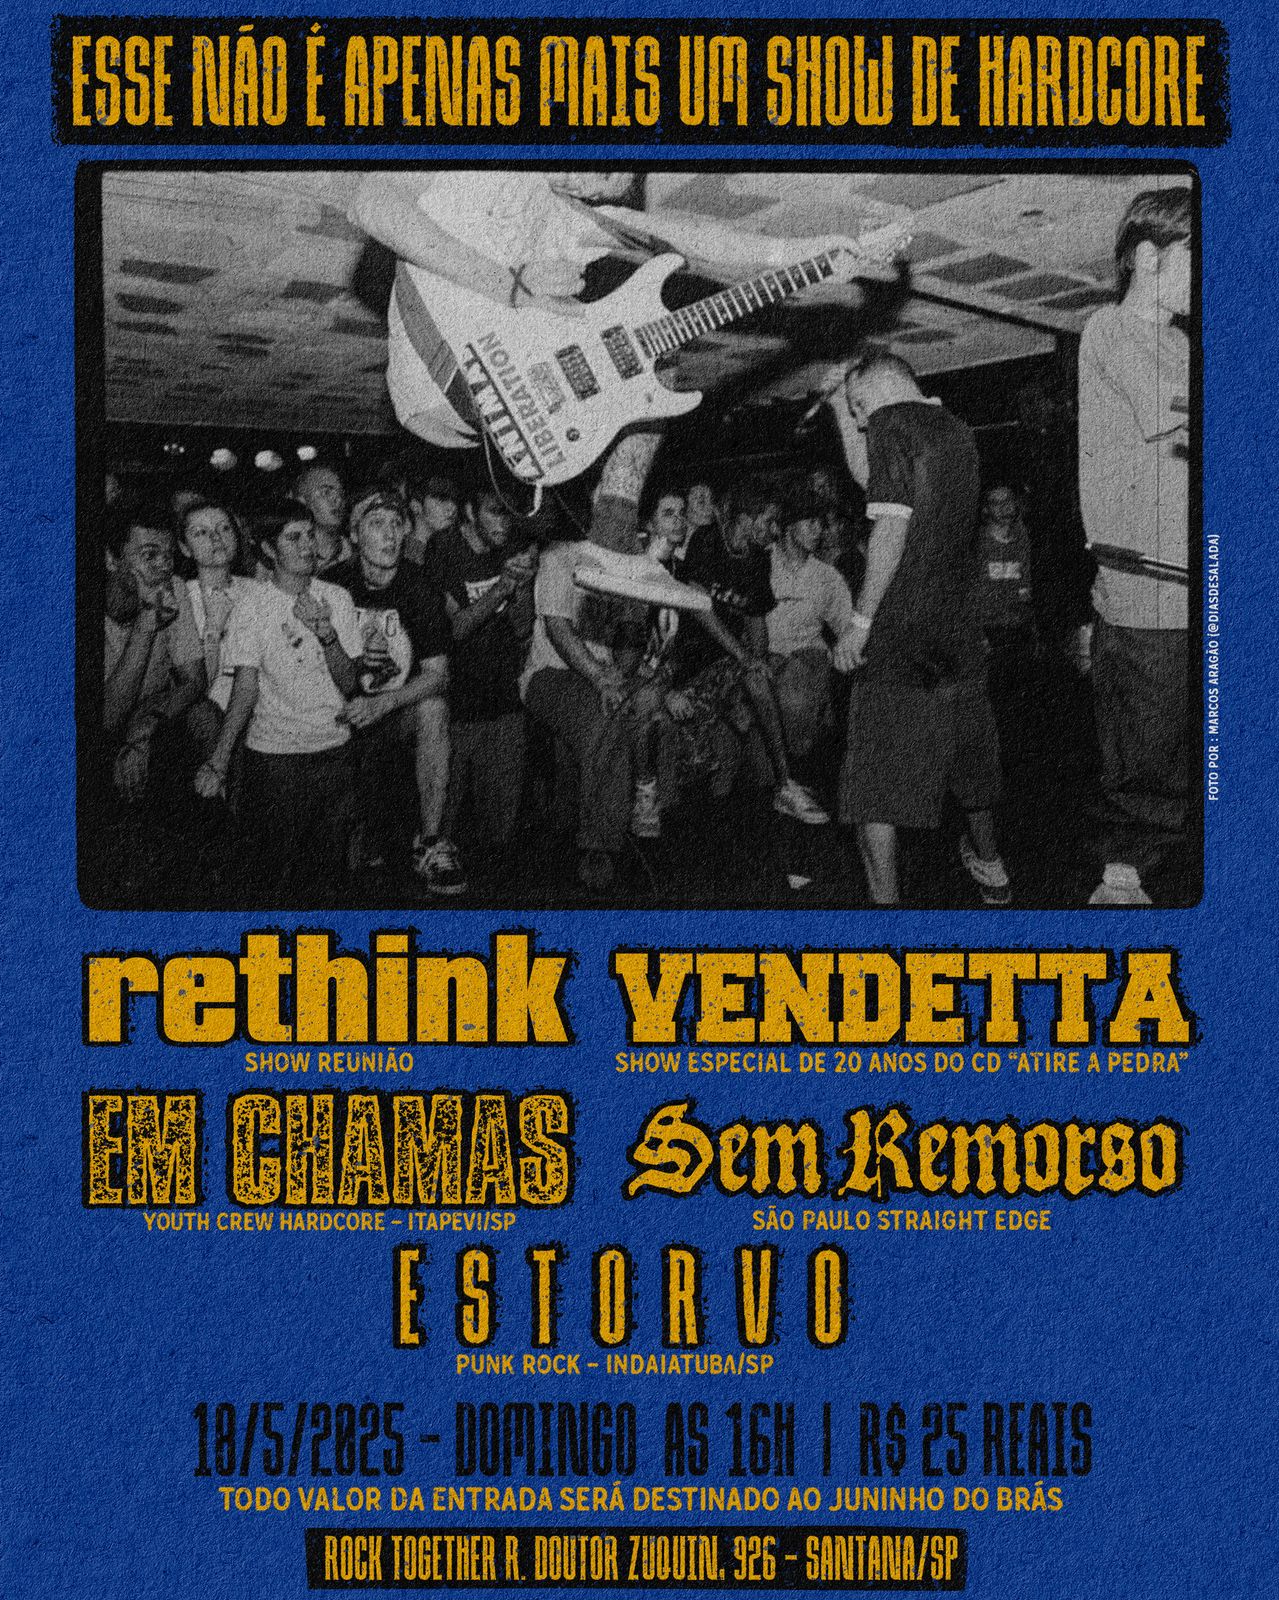 ESSE NÃO É APENAS MAIS UM SHOW DE HARDCORE
LIBERATION
FOTO POR : MARCOS ARAGÃO (@DIASDESALADA)
rethink
SHOW REUNIÃO
VENDETTA
SHOW ESPECIAL DE 20 ANOS DO CD “ATIRE A PEDRA”
EM CHAMAS
YOUTH CREW HARDCORE – ITAPEVI/SP
Sem Remorso
SÃO PAULO STRAIGHT EDGE
ESTORVO
PUNK ROCK – INDAIATUBA/SP
18/5/2025 - DOMINGO AS 16H | R$ 25 REAIS
TODO VALOR DA ENTRADA SERÁ DESTINADO AO JUNINHO DO BRÁS
ROCK TOGETHER R. DOUTOR ZUQUIN, 926 - SANTANA/SP